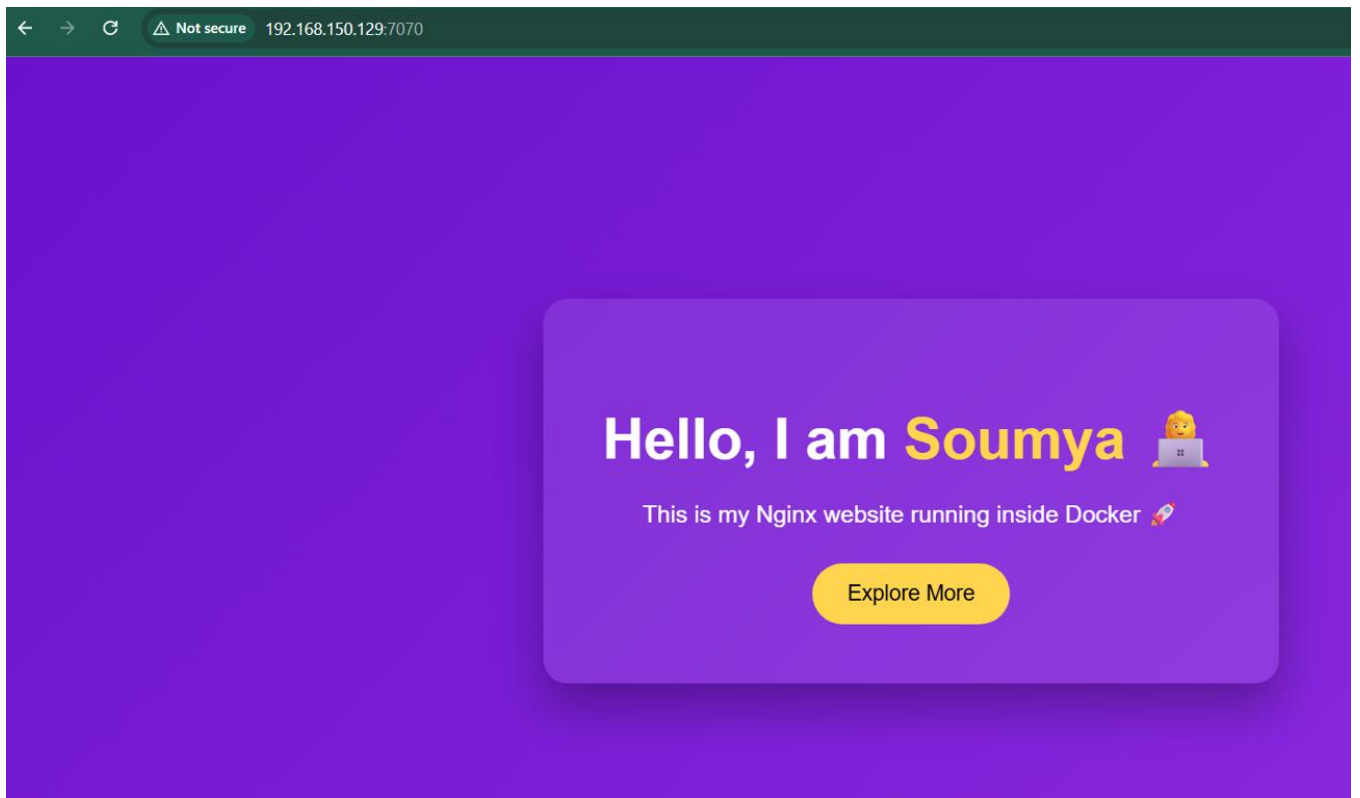 Not secure 192.168.150.129:7070
Hello, I am Soumya 👩‍💻
This is my Nginx website running inside Docker 🚀
Explore More